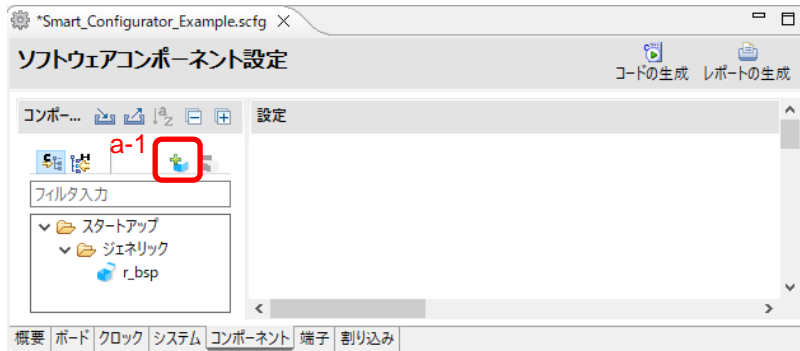 *Smart_Configurator_Example.scfg
ソフトウェアコンポーネント設定
コードの生成 レポートの生成
コンポー... 設定
a-1
フィルタ入力
スタートアップ
ジェネリック
r_bsp
概要 ボード クロック システム コンポーネント 端子 割り込み